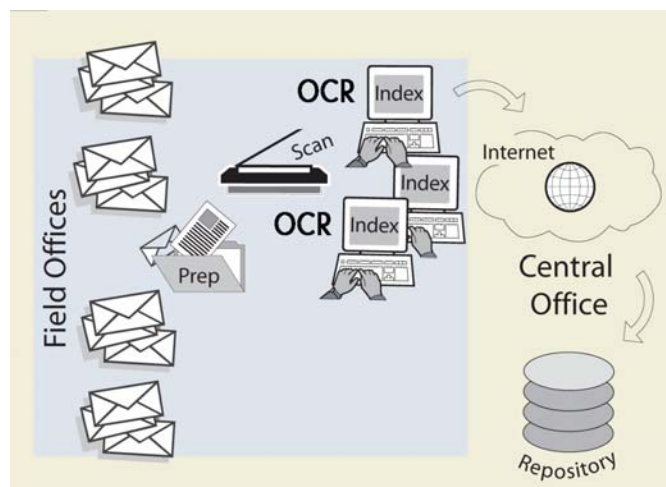 Field Offices
Prep
Scan
OCR
Index
Index
OCR
Index
Internet
Central
Office
Repository